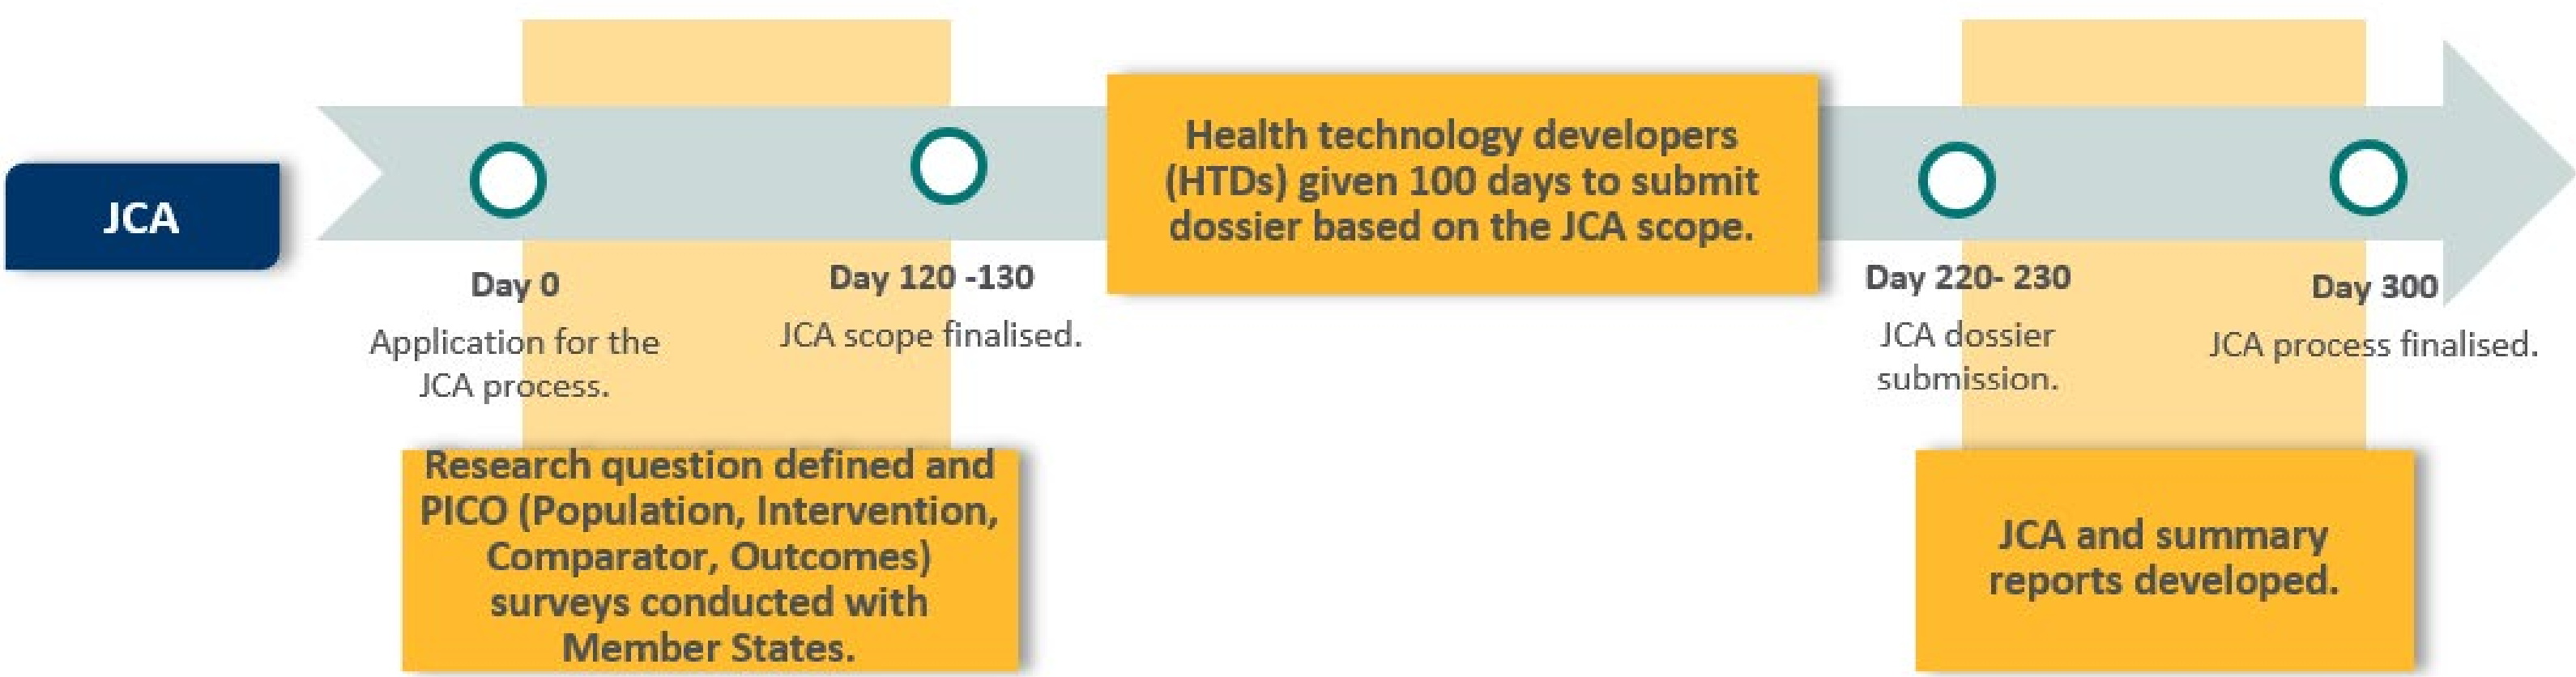 JCA
Day 0
Application for the
JCA process.
Research question defined and
PICO (Population, Intervention,
Comparator, Outcomes)
surveys conducted with
Member States.
Day 120 -130
JCA scope finalised.
Health technology developers
(HTDs) given 100 days to submit
dossier based on the JCA scope.
Day 220- 230
JCA dossier
submission.
JCA and summary
reports developed.
Day 300
JCA process finalised.